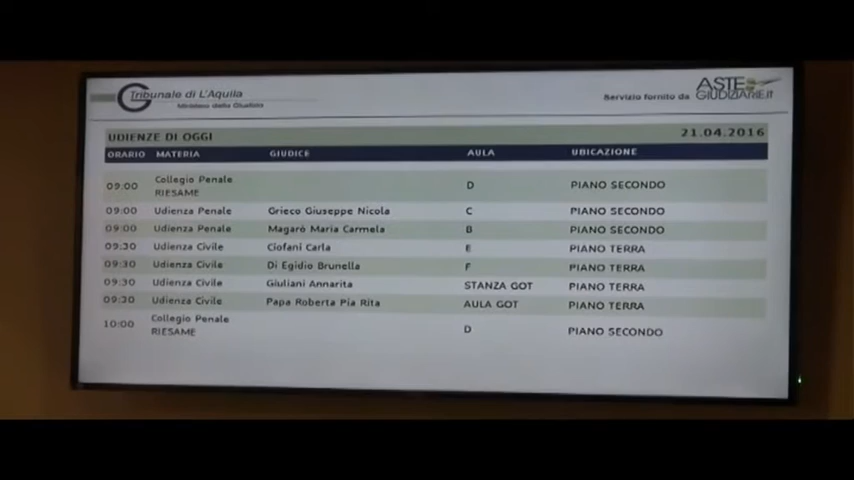 Tribunale di L'Aquila
Ministero della Giustizia
Servizio fornito da ASTE GIUDIZIARIE.IT
UDIENZE DI OGGI 21.04.2016
ORARIO MATERIA GIUDICE AULA UBICAZIONE
09:00 Collegio Penale RIESAME D PIANO SECONDO
09:00 Udienza Penale Grieco Giuseppe Nicola C PIANO SECONDO
09:00 Udienza Penale Magarò Maria Carmela B PIANO SECONDO
09:30 Udienza Civile Ciofani Carla E PIANO TERRA
09:30 Udienza Civile Di Egidio Brunella F PIANO TERRA
09:30 Udienza Civile Giuliani Annarita STANZA GOT PIANO TERRA
09:30 Udienza Civile Papa Roberta Pia Rita AULA GOT PIANO TERRA
10:00 Collegio Penale RIESAME D PIANO SECONDO